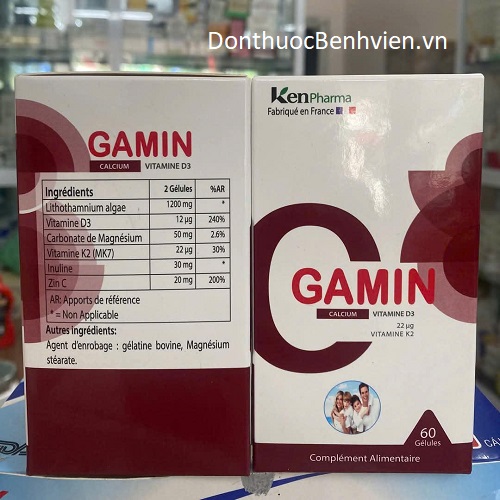 DonthuocBenhvien.vn
GAMIN
CALCIUM VITAMINE D3
Ingrédients 2 Gélules %AR
Lithothamnium algae 1200 mg *
Vitamine D3 12 µg 240%
Carbonate de Magnésium 50 mg 2.6%
Vitamine K2 (MK7) 22 µg 30%
Inuline 30 mg *
Zin C 20 mg 200%
AR: Apports de référence
* = Non Applicable
Autres ingrédients:
Agent d'enrobage : gélatine bovine, Magnésium
stéarate.
KenPharma
Fabriqué en France
C
GAMIN
CALCIUM VITAMINE D3
22 µg
VITAMINE K2
60
Gélules
Complément Alimentaire